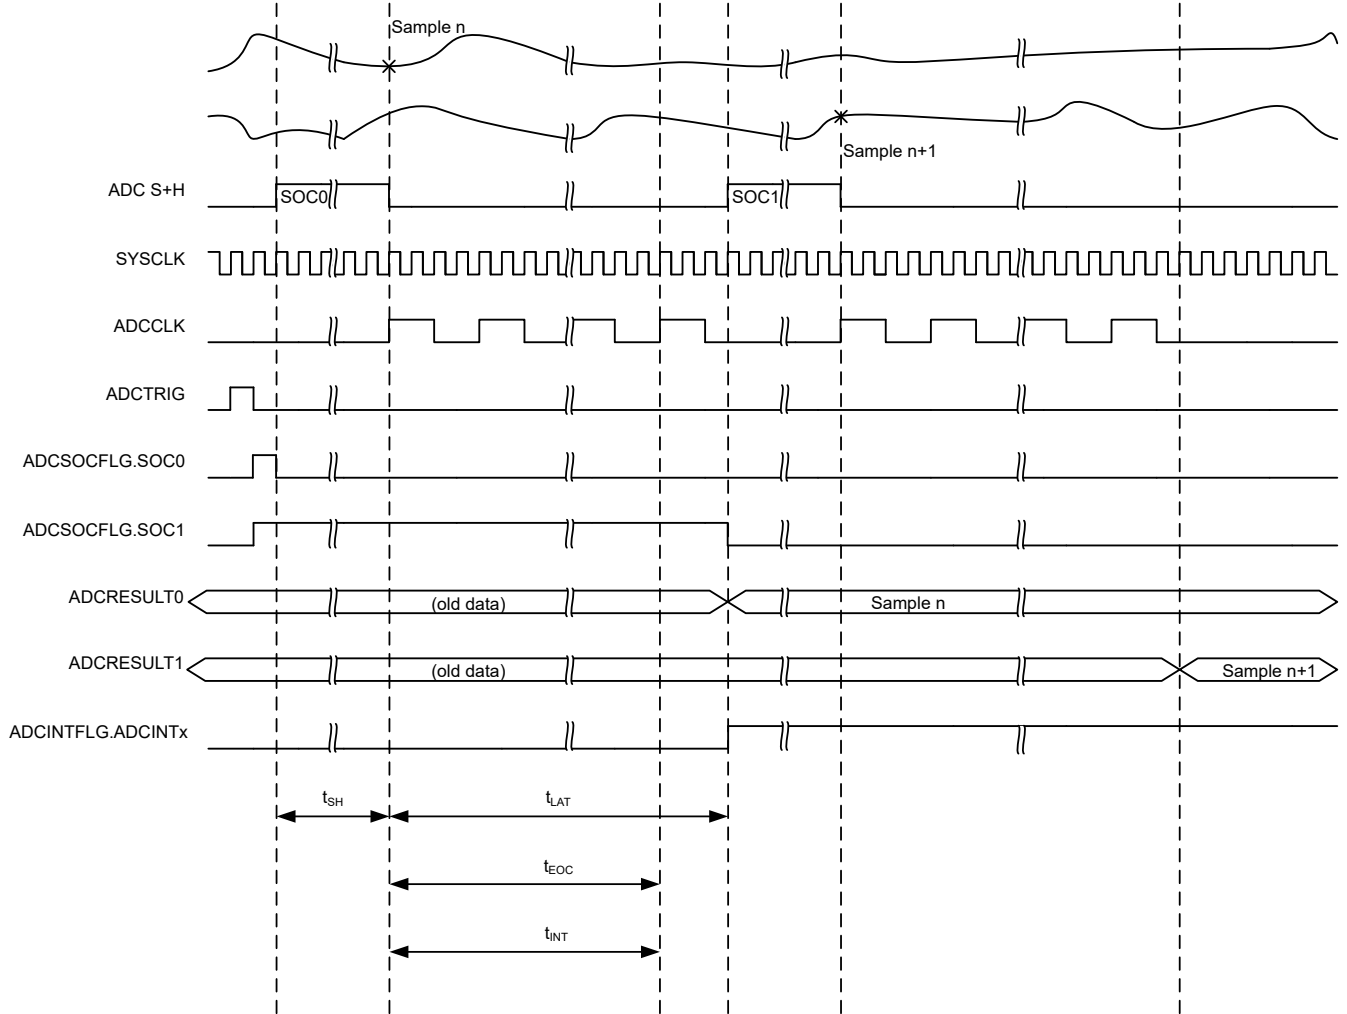 Sample n
Sample n+1
ADC S+H
SOC0
SOC1
SYSCLK
ADCCLK
ADCTRIG
ADCSOCFLG.SOC0
ADCSOCFLG.SOC1
ADCRESULT0
(old data)
Sample n
ADCRESULT1
(old data)
Sample n+1
ADCINTFLG.ADCINTx
tSH
tLAT
tEOC
tINT